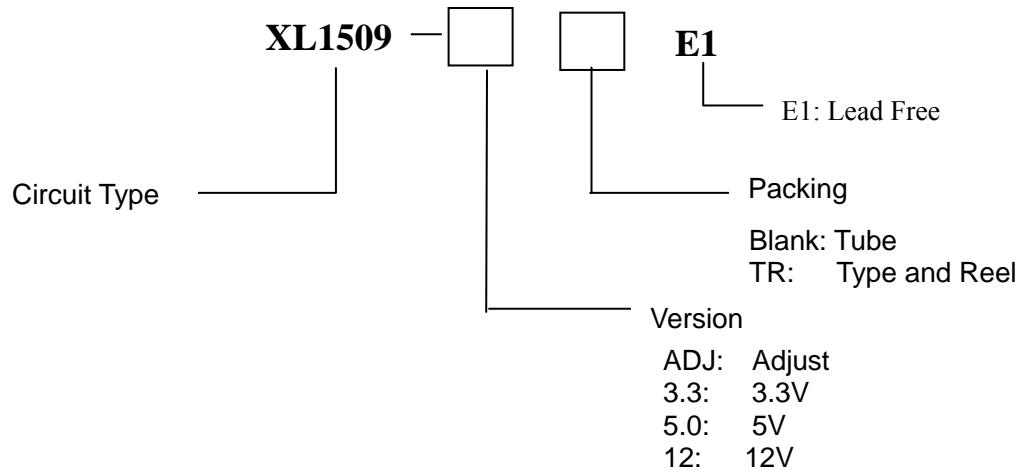 XL1509 — E1
E1: Lead Free
Circuit Type
Packing
Blank: Tube
TR: Type and Reel
Version
ADJ: Adjust
3.3: 3.3V
5.0: 5V
12: 12V